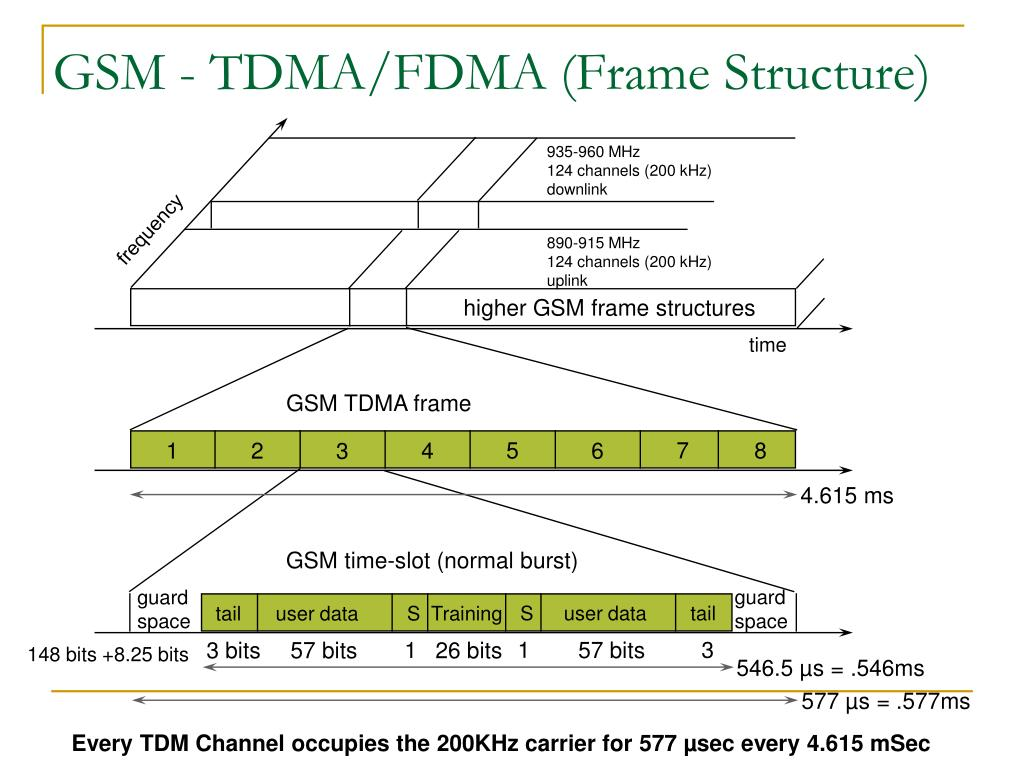 GSM - TDMA/FDMA (Frame Structure)
935-960 MHz
124 channels (200 kHz)
downlink
frequency
890-915 MHz
124 channels (200 kHz)
uplink
higher GSM frame structures
time
GSM TDMA frame
1 2 3 4 5 6 7 8
4.615 ms
GSM time-slot (normal burst)
guard
space
tail user data S Training S user data tail
guard
space
148 bits +8.25 bits
3 bits 57 bits 1 26 bits 1 57 bits 3
546.5 µs = .546ms
577 µs = .577ms
Every TDM Channel occupies the 200KHz carrier for 577 µsec every 4.615 mSec